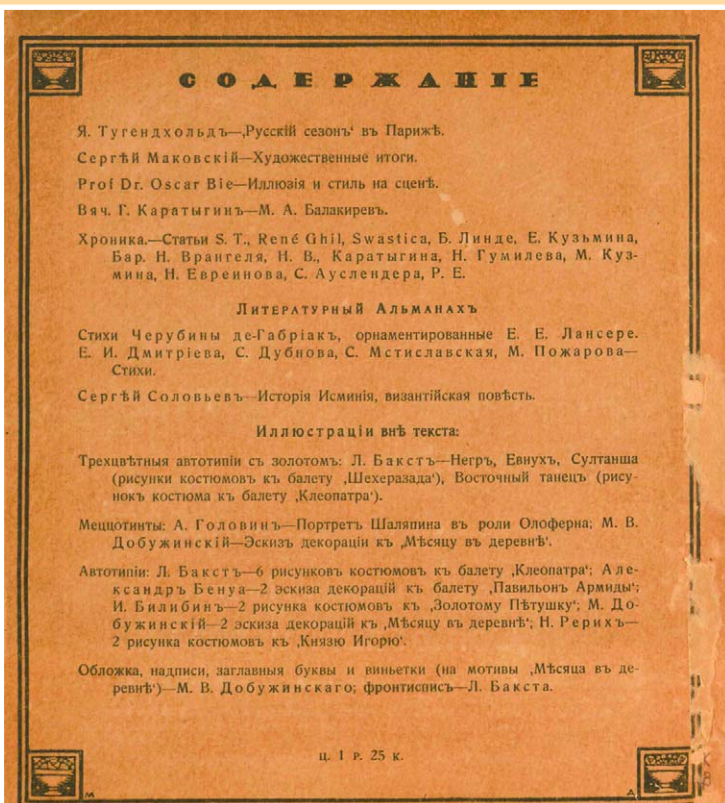 СОДЕРЖАНІЕ
Я. Тугендхольдъ—‚Русскій сезонъ‘ въ Парижѣ.
Сергѣй Маковскій—Художественные итоги.
Prof Dr. Oscar Bie—Иллюзія и стиль на сценѣ.
Вяч. Г. Каратыгинъ—М. А. Балакиревъ.
Хроника.—Статьи S. T., René Ghil, Swastica, Б. Линде, Е. Кузьмина,
Бар. Н. Врангеля, Н. В., Каратыгина, Н. Гумилева, М. Куз-
мина, Н. Евреинова, С. Ауслендера, Р. Е.
Литературный Альманахъ
Стихи Черубины де-Габріакъ, орнаментированные Е. Е. Лансере.
Е. И. Дмитріева, С. Дубнова, С. Мстиславская, М. Пожарова—
Стихи.
Сергѣй Соловьевъ—Исторія Исминія, византійская повѣсть.
Иллюстраціи внѣ текста:
Трехцвѣтныя автотипіи съ золотомъ: Л. Бакстъ—Негръ, Евнухъ, Султанша
(рисунки костюмовъ къ балету ‚Шехеразада‘), Восточный танецъ (рису-
нокъ костюма къ балету ‚Клеопатра‘).
Меццотинты: А. Головинъ—Портретъ Шаляпина въ роли Олоферна; М. В.
Добужинскій—Эскизъ декораціи къ ‚Мѣсяцу въ деревнѣ‘.
Автотипіи: Л. Бакстъ—6 рисунковъ костюмовъ къ балету ‚Клеопатра‘; Але-
ксандръ Бенуа—2 эскиза декорацій къ балету ‚Павильонъ Армиды‘;
И. Билибинъ—2 рисунка костюмовъ къ ‚Золотому Пѣтушку‘; М. До-
бужинскій—2 эскиза декорацій къ ‚Мѣсяцу въ деревнѣ‘; Н. Рерихъ—
2 рисунка костюмовъ къ ‚Князю Игорю‘.
Обложка, надписи, заглавныя буквы и виньетки (на мотивы ‚Мѣсяца въ де-
ревнѣ‘)—М. В. Добужинскаго; фронтисписъ—Л. Бакста.
ц. 1 р. 25 к.
М Д